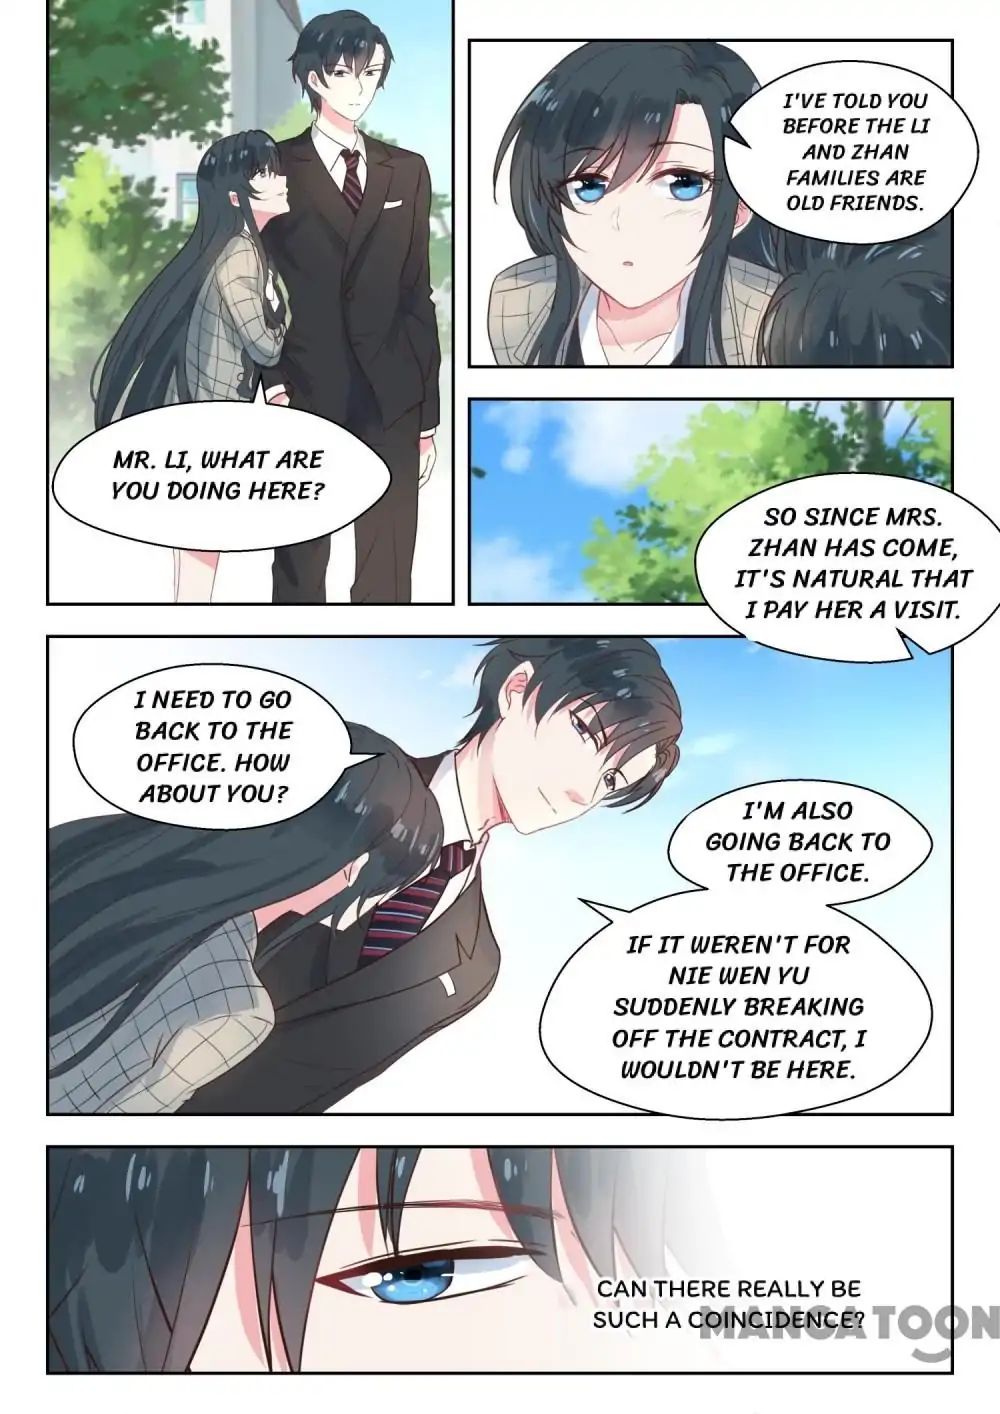 MR. LI, WHAT ARE
YOU DOING HERE?
I'VE TOLD YOU
BEFORE THE LI
AND ZHAN
FAMILIES ARE
OLD FRIENDS.
SO SINCE MRS.
ZHAN HAS COME,
IT'S NATURAL THAT
I PAY HER A VISIT.
I NEED TO GO
BACK TO THE
OFFICE. HOW
ABOUT YOU?
I'M ALSO
GOING BACK TO
THE OFFICE.
IF IT WEREN'T FOR
NIE WEN YU
SUDDENLY BREAKING
OFF THE CONTRACT, I
WOULDN'T BE HERE.
CAN THERE REALLY BE
SUCH A COINCIDENCE?
MANGATOON